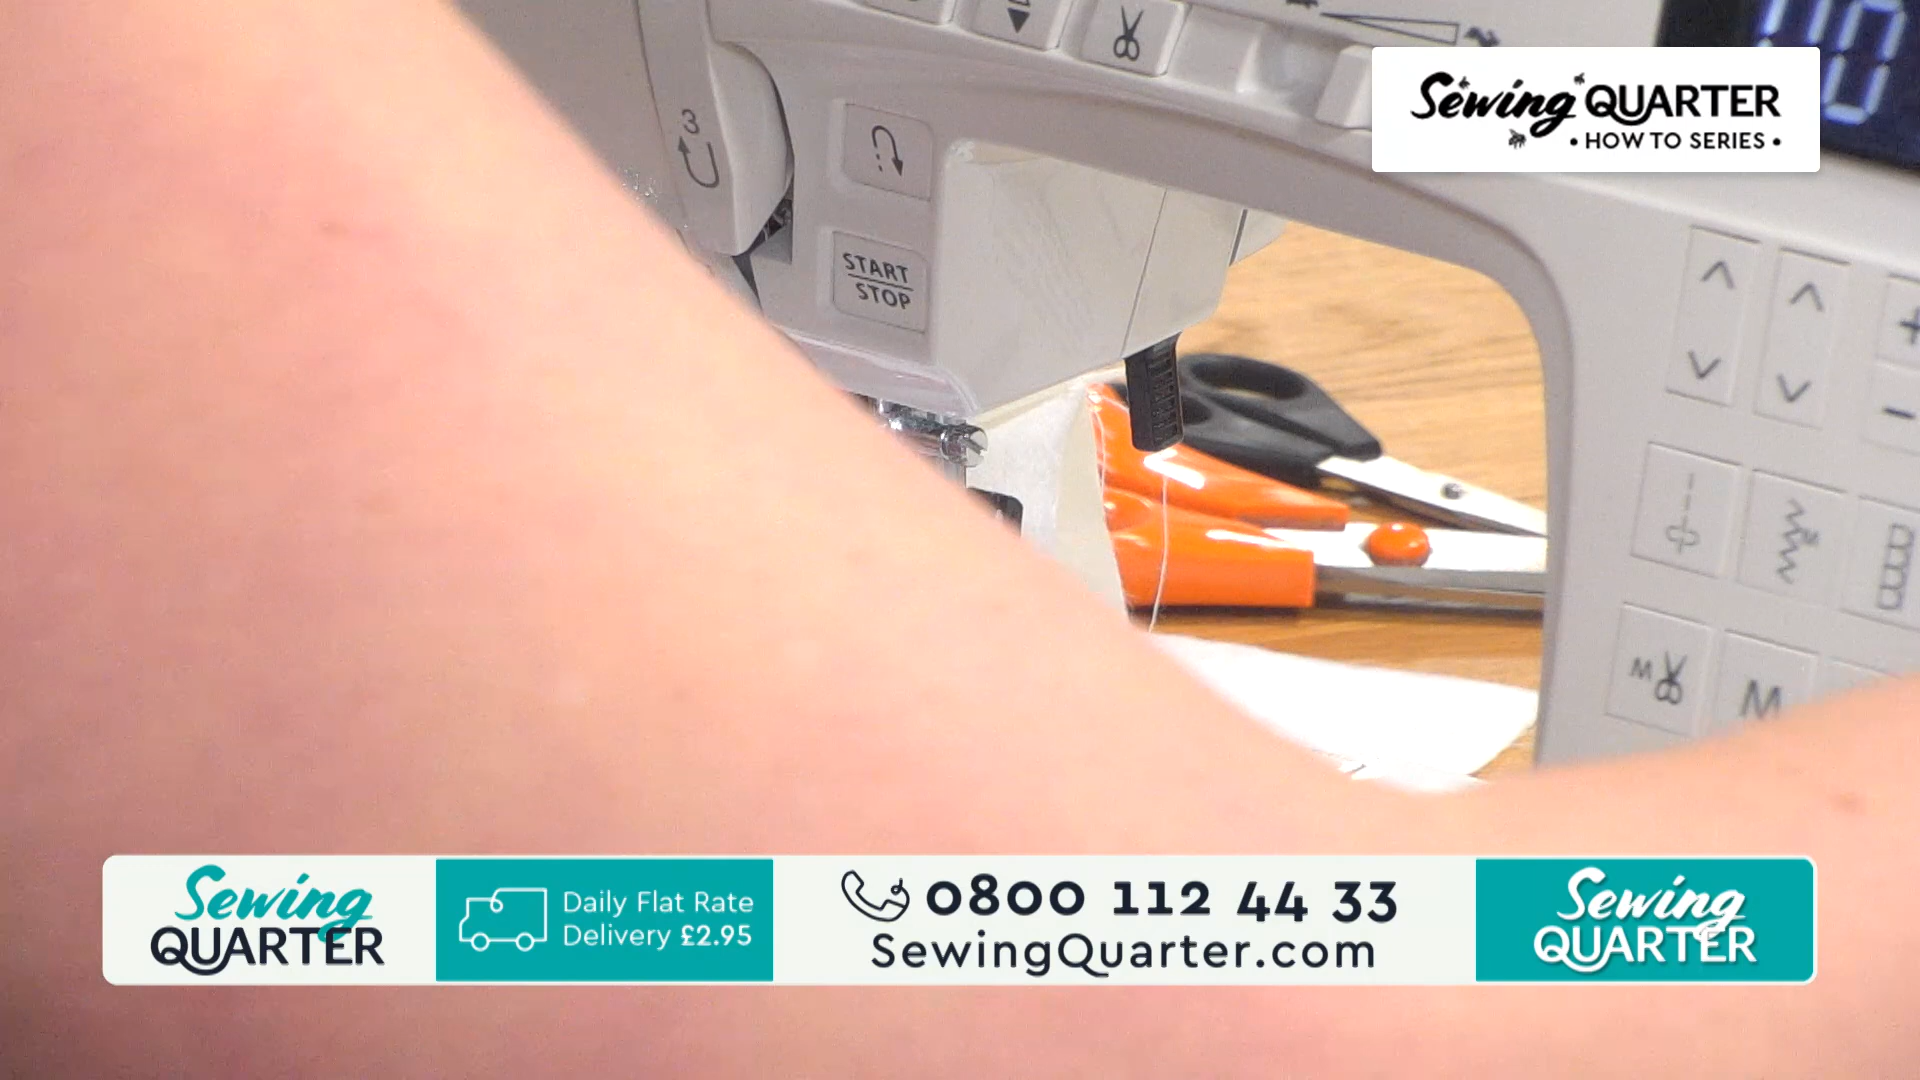 Sewing QUARTER
• HOW TO SERIES •
3
START
STOP
M
M
Sewing
QUARTER
Daily Flat Rate
Delivery £2.95
0800 112 44 33
SewingQuarter.com
Sewing
QUARTER